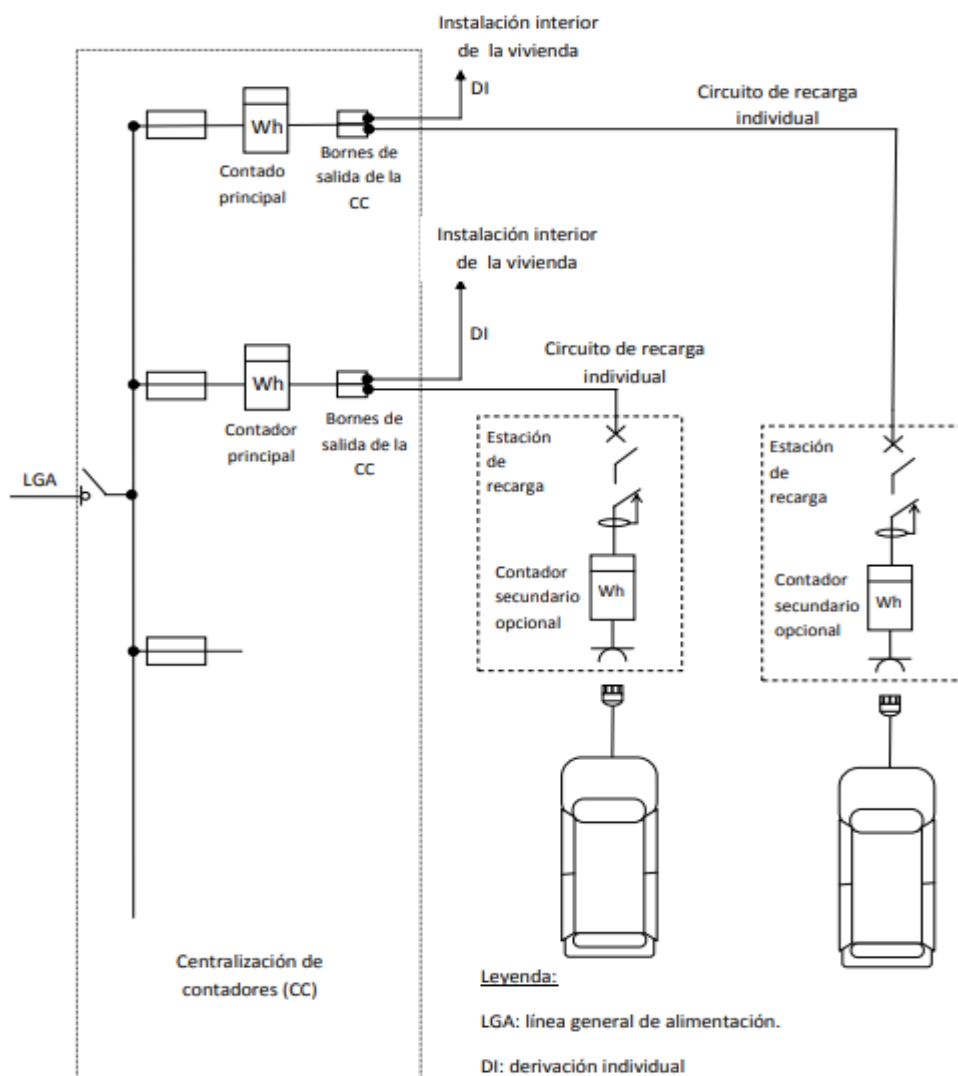 Instalación interior
de la vivienda
DI
Circuito de recarga
individual
Wh
Contado
principal
Bornes de
salida de la
CC
Instalación interior
de la vivienda
DI
Circuito de recarga
individual
Wh
Contador
principal
Bornes de
salida de la
CC
LGA
Estación
de
recarga
Contador
secundario
opcional
Wh
Estación
de
recarga
Contador
secundario
opcional
Wh
Centralización de
contadores (CC)
Leyenda:
LGA: línea general de alimentación.
DI: derivación individual